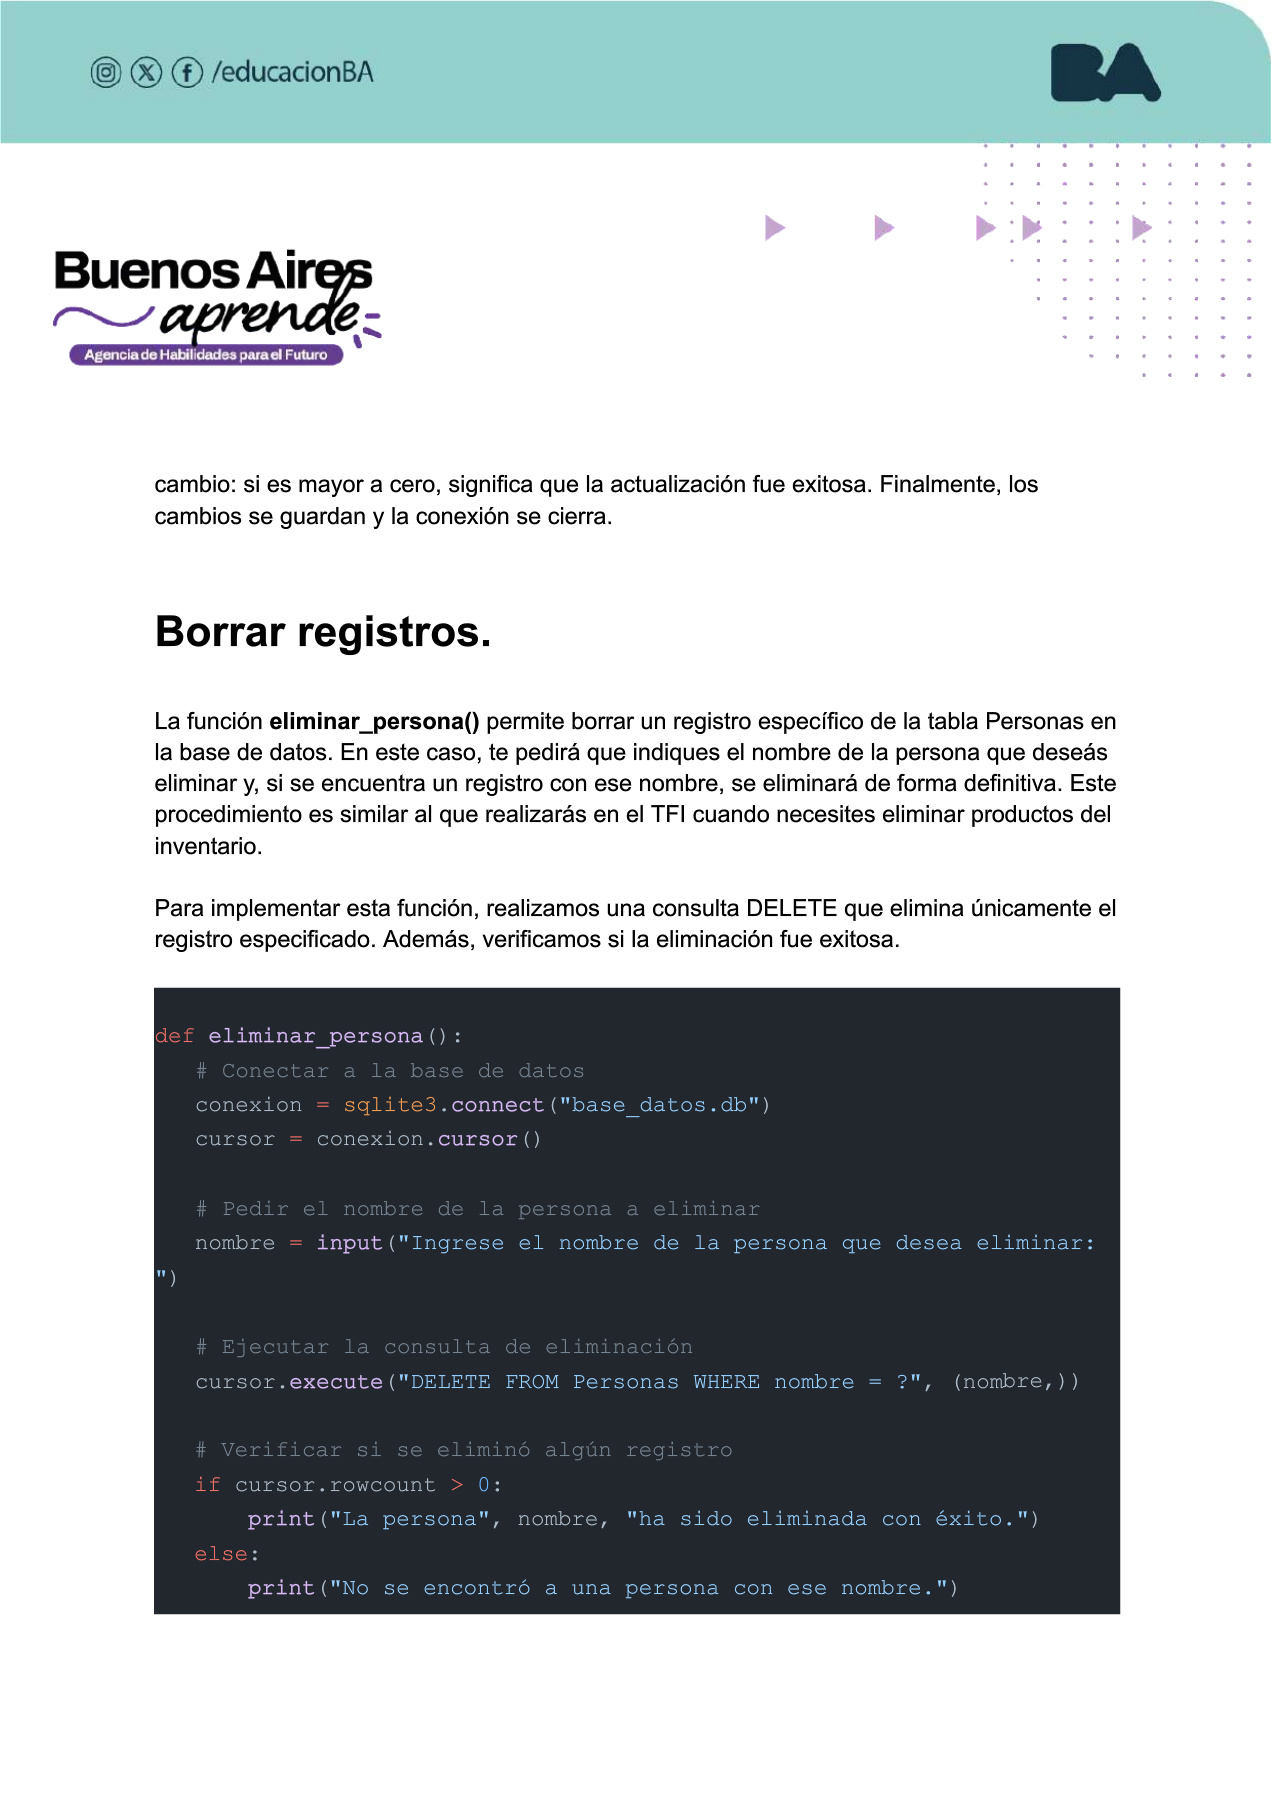 /educacionBA
BA
Buenos Aires
aprende
Agencia de Habilidades para el Futuro
cambio: si es mayor a cero, significa que la actualización fue exitosa. Finalmente, los
cambios se guardan y la conexión se cierra.
Borrar registros.
La función eliminar_persona() permite borrar un registro específico de la tabla Personas en
la base de datos. En este caso, te pedirá que indiques el nombre de la persona que deseás
eliminar y, si se encuentra un registro con ese nombre, se eliminará de forma definitiva. Este
procedimiento es similar al que realizarás en el TFI cuando necesites eliminar productos del
inventario.
Para implementar esta función, realizamos una consulta DELETE que elimina únicamente el
registro especificado. Además, verificamos si la eliminación fue exitosa.
def eliminar_persona():
# Conectar a la base de datos
conexion = sqlite3.connect("base_datos.db")
cursor = conexion.cursor()
# Pedir el nombre de la persona a eliminar
nombre = input("Ingrese el nombre de la persona que desea eliminar:
")
# Ejecutar la consulta de eliminación
cursor.execute("DELETE FROM Personas WHERE nombre = ?", (nombre,))
# Verificar si se eliminó algún registro
if cursor.rowcount > 0:
print("La persona", nombre, "ha sido eliminada con éxito.")
else:
print("No se encontró a una persona con ese nombre.")